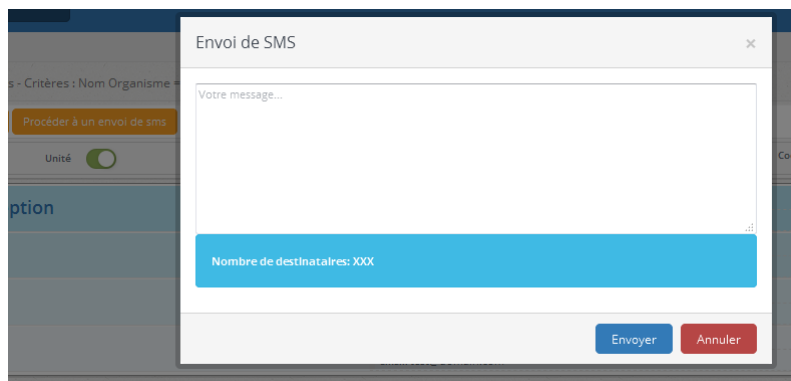 Envoi de SMS
×
s - Critères : Nom Organisme =
Votre message...
Procéder à un envoi de sms
Unité
Co
ption
Nombre de destinataires: XXX
Envoyer
Annuler